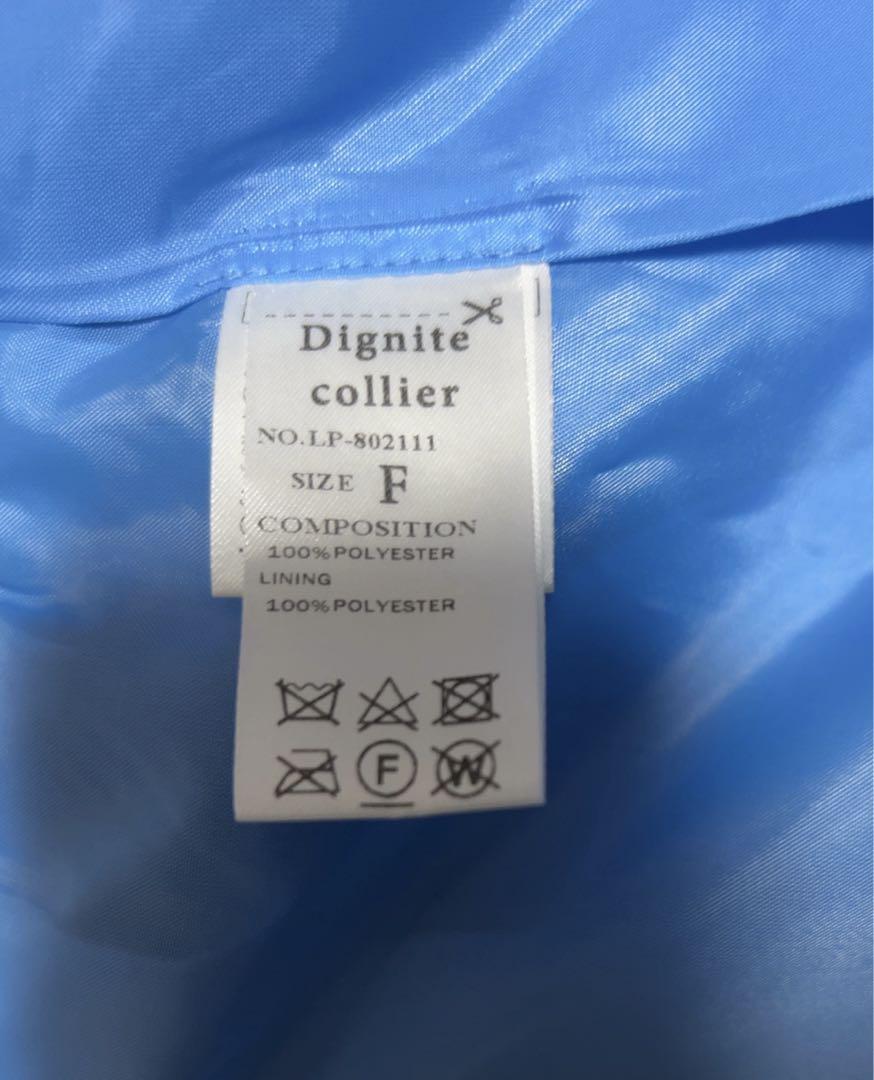 Dignite
collier
NO.LP-802111
SIZE F
COMPOSITION
100%POLYESTER
LINING
100%POLYESTER
F W